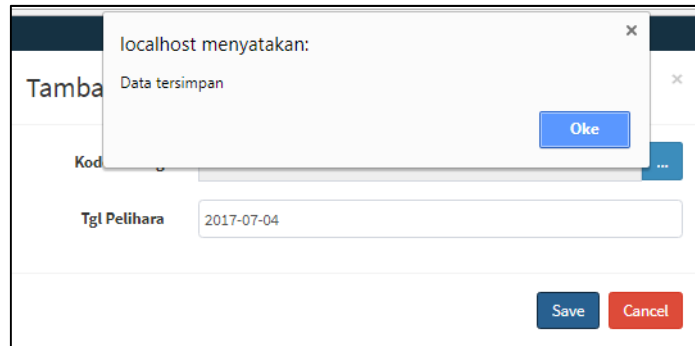 localhost menyatakan:
Data tersimpan
Oke
Tgl Pelihara
2017-07-04
...
Save
Cancel